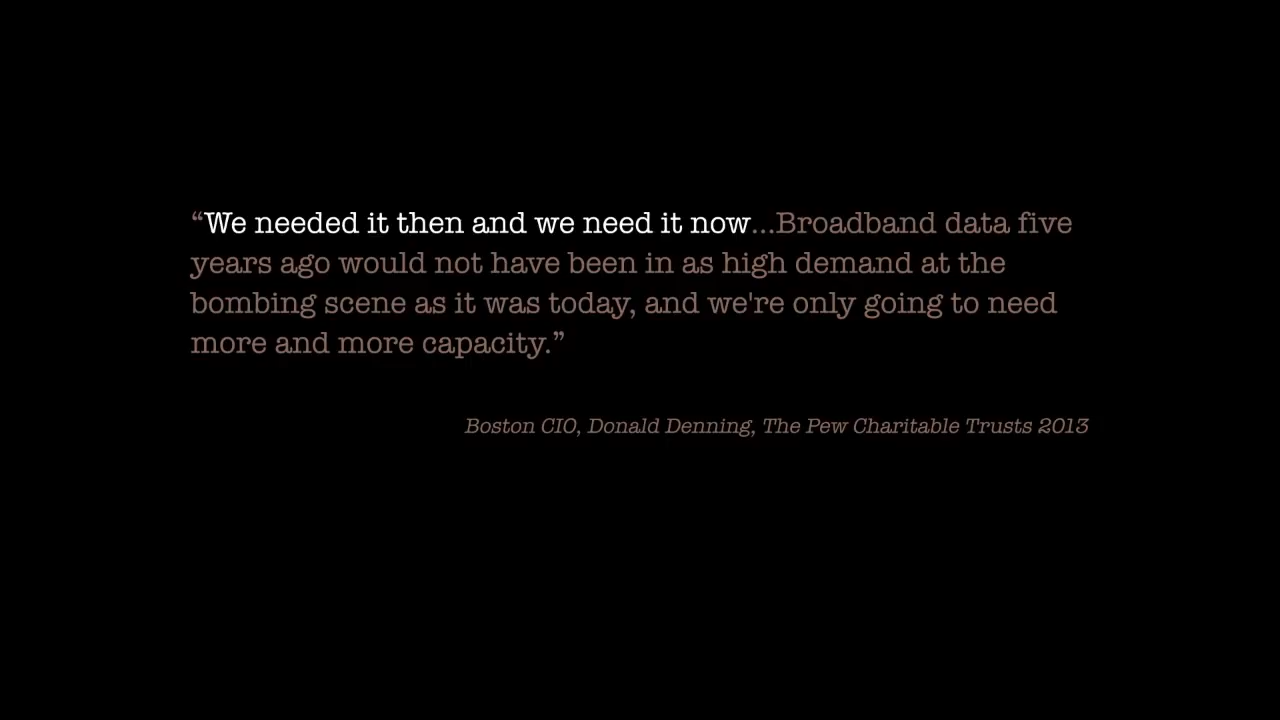 “We needed it then and we need it now...Broadband data five
years ago would not have been in as high demand at the
bombing scene as it was today, and we're only going to need
more and more capacity.”
Boston CIO, Donald Denning, The Pew Charitable Trusts 2013